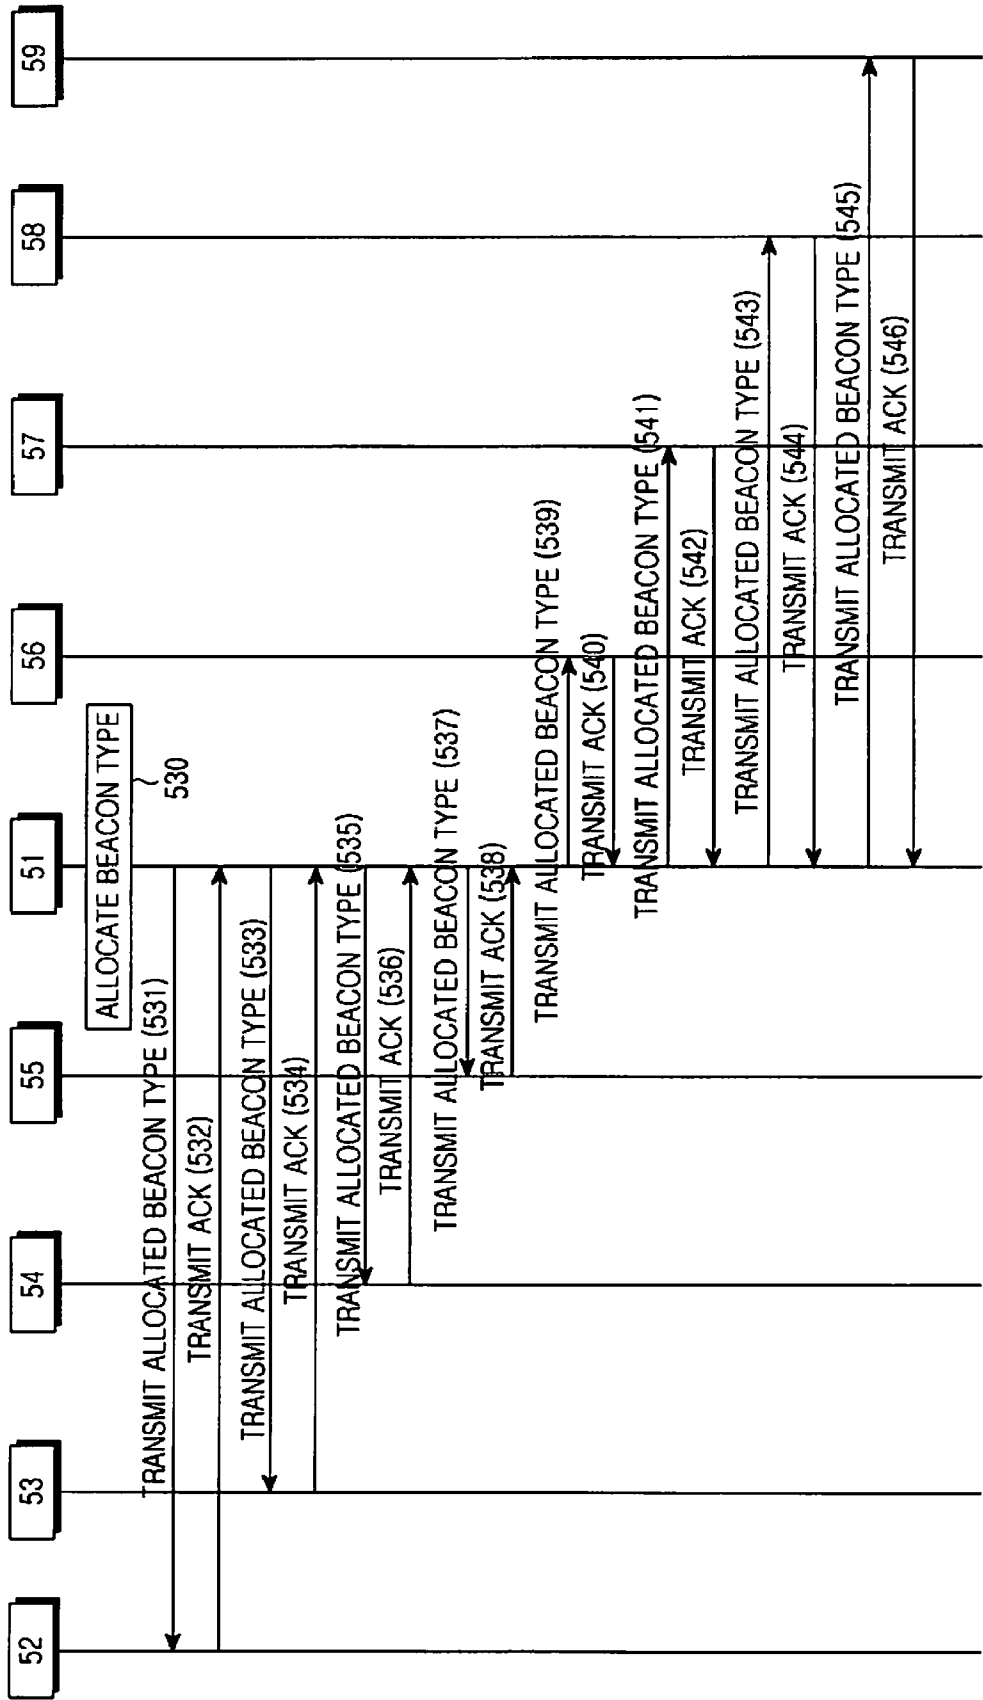 52
53
54
55
51
56
57
58
59
ALLOCATE BEACON TYPE
530
TRANSMIT ALLOCATED BEACON TYPE (531)
TRANSMIT ACK (532)
TRANSMIT ALLOCATED BEACON TYPE (533)
TRANSMIT ACK (534)
TRANSMIT ALLOCATED BEACON TYPE (535)
TRANSMIT ACK (536)
TRANSMIT ALLOCATED BEACON TYPE (537)
TRANSMIT ACK (538)
TRANSMIT ALLOCATED BEACON TYPE (539)
TRANSMIT ACK (540)
TRANSMIT ALLOCATED BEACON TYPE (541)
TRANSMIT ACK (542)
TRANSMIT ALLOCATED BEACON TYPE (543)
TRANSMIT ACK (544)
TRANSMIT ALLOCATED BEACON TYPE (545)
TRANSMIT ACK (546)